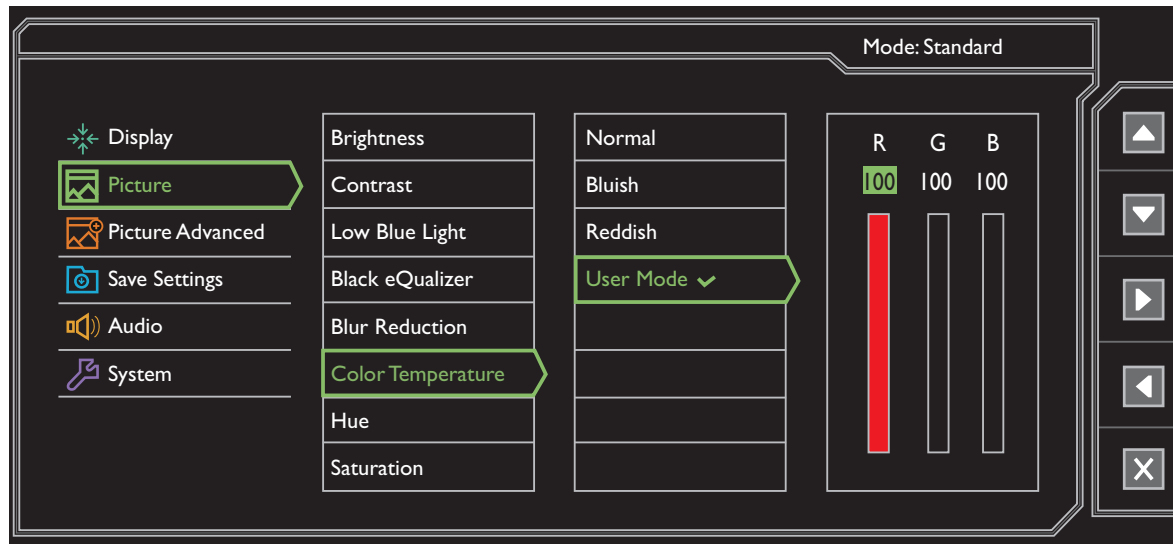 Mode: Standard
Display
Picture
Picture Advanced
Save Settings
Audio
System
Brightness
Contrast
Low Blue Light
Black eQualizer
Blur Reduction
Color Temperature
Hue
Saturation
Normal
Bluish
Reddish
User Mode
R G B
100 100 100